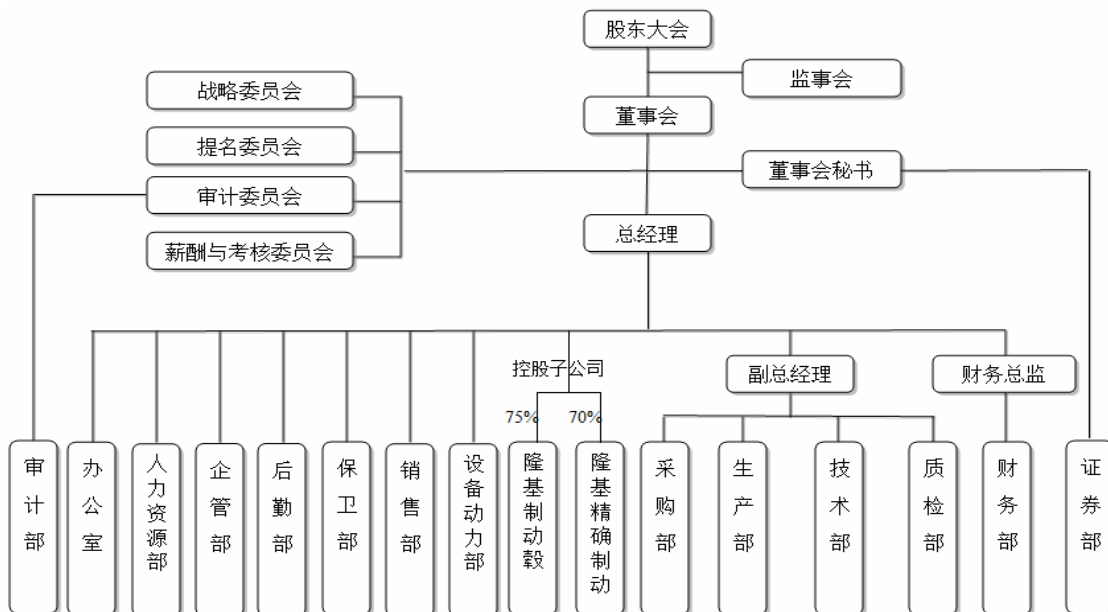 股东大会
监事会
战略委员会
董事会
提名委员会
董事会秘书
审计委员会
总经理
薪酬与考核委员会
控股子公司
副总经理
财务总监
75%
70%
审计部
办公室
人力资源部
企管部
后勤部
保卫部
销售部
设备动力部
隆基制动毂
隆基精确制动
采购部
生产部
技术部
质检部
财务部
证券部